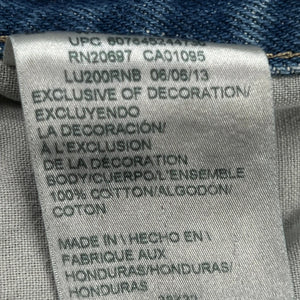 UPC
RN20697 CA01095
LU200RNB 06/06/13
EXCLUSIVE OF DECORATION/
EXCLUYENDO
LA DECORACIÓN/
À L'EXCLUSION
DE LA DÉCORATION
BODY/CUERPO/L'ENSEMBLE
100% COTTON/ALGODÓN/
COTON
MADE IN \ HECHO EN \
FABRIQUE AUX
HONDURAS/HONDURAS/
HONDURAS